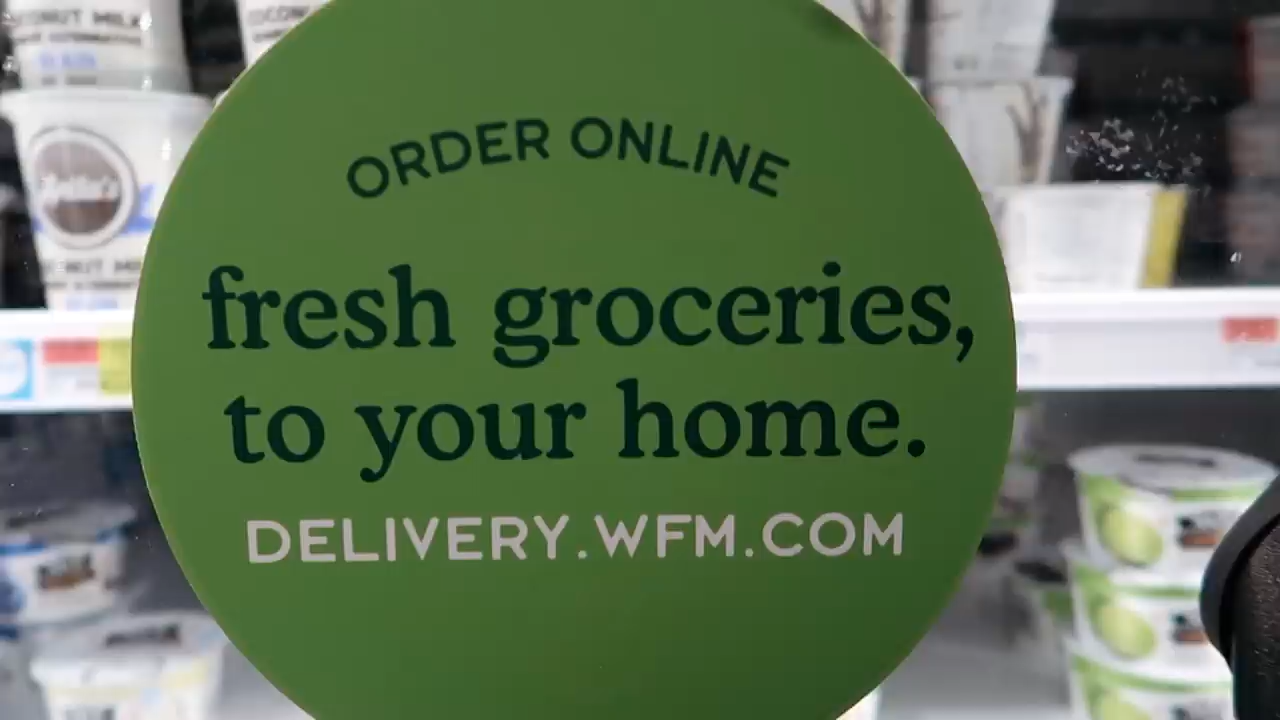 ORDER ONLINE
fresh groceries,
to your home.
DELIVERY.WFM.COM